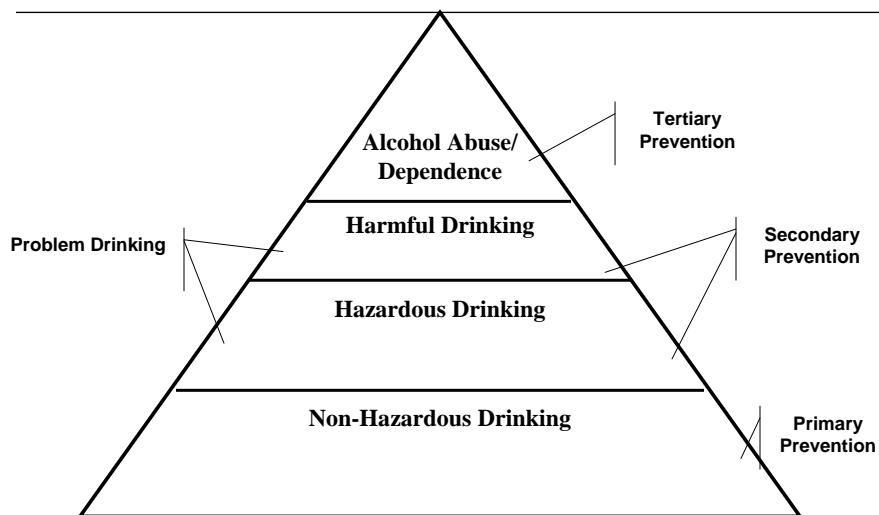 Tertiary
Prevention
Alcohol Abuse/
Dependence
Harmful Drinking
Problem Drinking
Secondary
Prevention
Hazardous Drinking
Non-Hazardous Drinking
Primary
Prevention